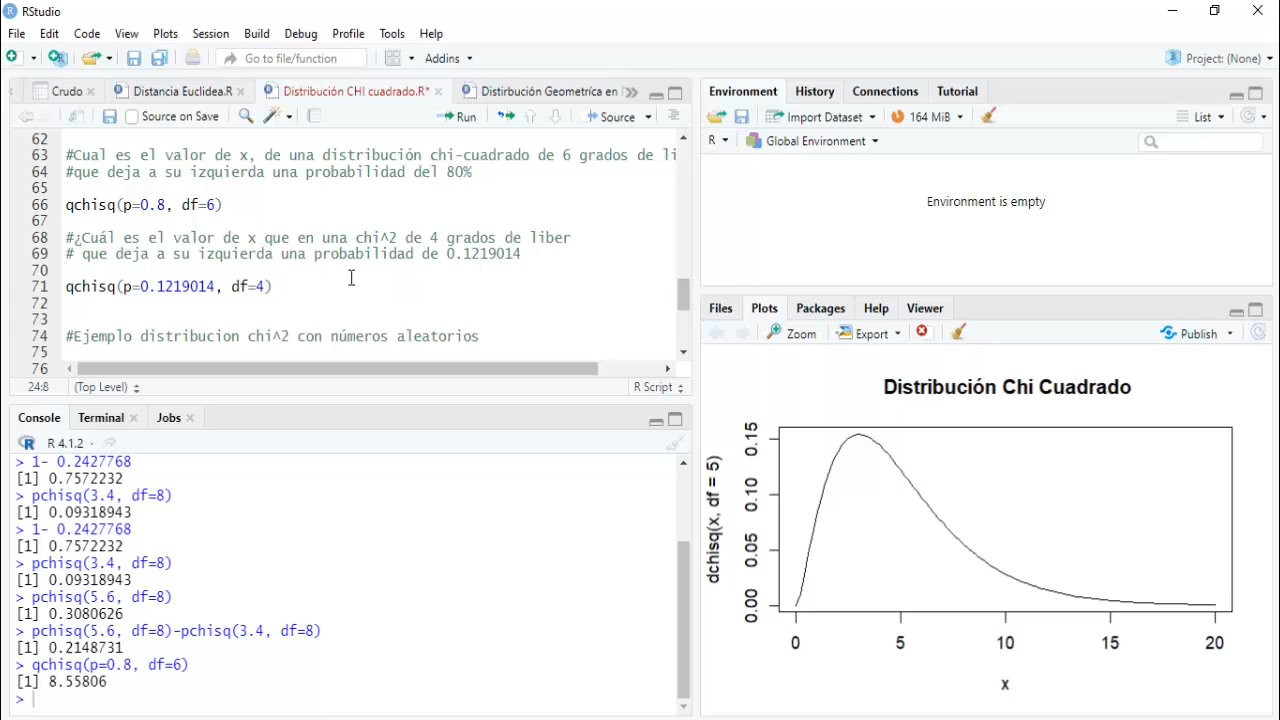 RStudio
File Edit Code View Plots Session Build Debug Profile Tools Help
Go to file/function Addins Project: (None)
Crudo Distancia Euclidea.R Distribución CHI cuadrado.R* Distirbución Geometríca en
Source on Save Run Source
62
63 #Cual es el valor de x, de una distribución chi-cuadrado de 6 grados de li
64 #que deja a su izquierda una probabilidad del 80%
65
66 qchisq(p=0.8, df=6)
67
68 #¿Cuál es el valor de x que en una chi^2 de 4 grados de liber
69 # que deja a su izquierda una probabilidad de 0.1219014
70
71 qchisq(p=0.1219014, df=4)
72
73
74 #Ejemplo distribucion chi^2 con números aleatorios
75
76
24:8 (Top Level) R Script
Console Terminal Jobs
R 4.1.2 ·
> 1- 0.2427768
[1] 0.7572232
> pchisq(3.4, df=8)
[1] 0.09318943
> 1- 0.2427768
[1] 0.7572232
> pchisq(3.4, df=8)
[1] 0.09318943
> pchisq(5.6, df=8)
[1] 0.3080626
> pchisq(5.6, df=8)-pchisq(3.4, df=8)
[1] 0.2148731
> qchisq(p=0.8, df=6)
[1] 8.55806
>
Environment History Connections Tutorial
Import Dataset 164 MiB List
R Global Environment
Environment is empty
Files Plots Packages Help Viewer
Zoom Export Publish
Distribución Chi Cuadrado
dchisq(x, df = 5)
0.15
0.10
0.05
0.00
0 5 10 15 20
x